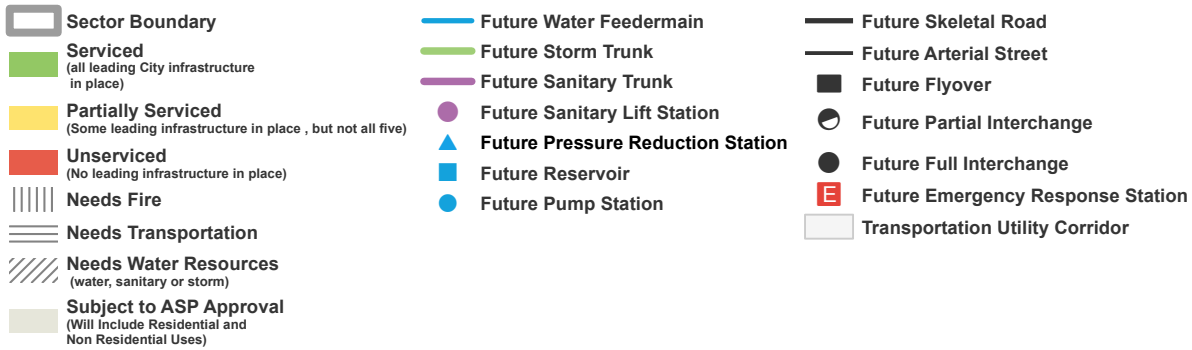 Sector Boundary
Serviced
(all leading City infrastructure
in place)
Partially Serviced
(Some leading infrastructure in place , but not all five)
Unserviced
(No leading infrastructure in place)
Needs Fire
Needs Transportation
Needs Water Resources
(water, sanitary or storm)
Subject to ASP Approval
(Will Include Residential and
Non Residential Uses)
Future Water Feedermain
Future Storm Trunk
Future Sanitary Trunk
Future Sanitary Lift Station
Future Pressure Reduction Station
Future Reservoir
Future Pump Station
Future Skeletal Road
Future Arterial Street
Future Flyover
Future Partial Interchange
Future Full Interchange
E Future Emergency Response Station
Transportation Utility Corridor